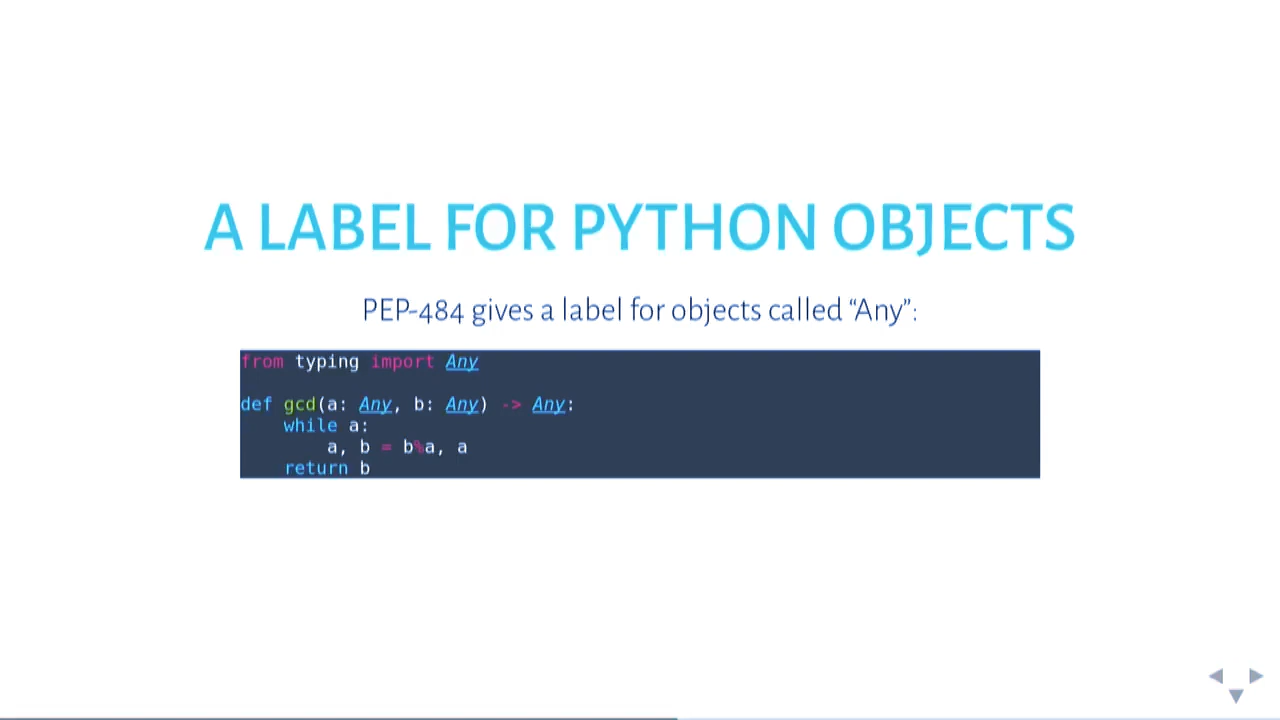 A LABEL FOR PYTHON OBJECTS
PEP-484 gives a label for objects called “Any”:
from typing import Any
def gcd(a: Any, b: Any) -> Any:
    while a:
        a, b = b%a, a
    return b